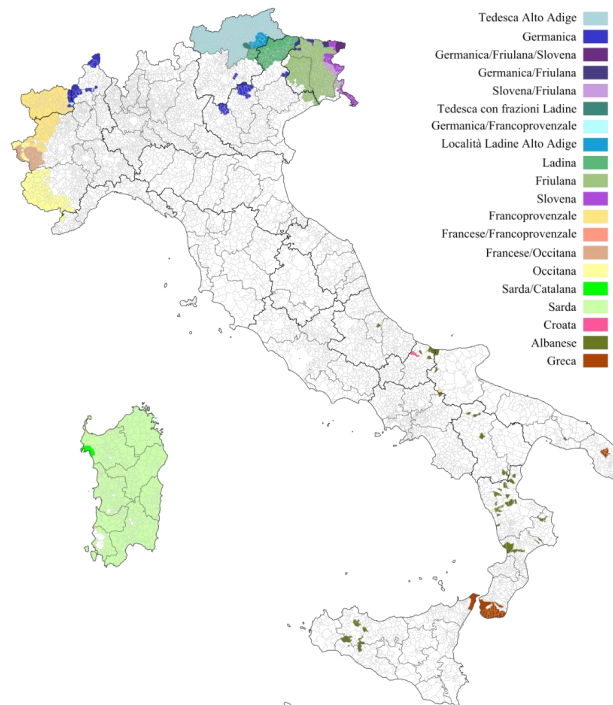 Tedesca Alto Adige
Germanica
Germanica/Friulana/Slovena
Germanica/Friulana
Slovenia/Friulana
Tedesca con frazioni Ladine
Germanica/Francoprovenzale
Località Ladine Alto Adige
Ladina
Friulana
Slovena
Francoprovenzale
Francese/Francoprovenzale
Francese/Occitana
Occitana
Sarda/Catalana
Sarda
Croata
Albanese
Greca